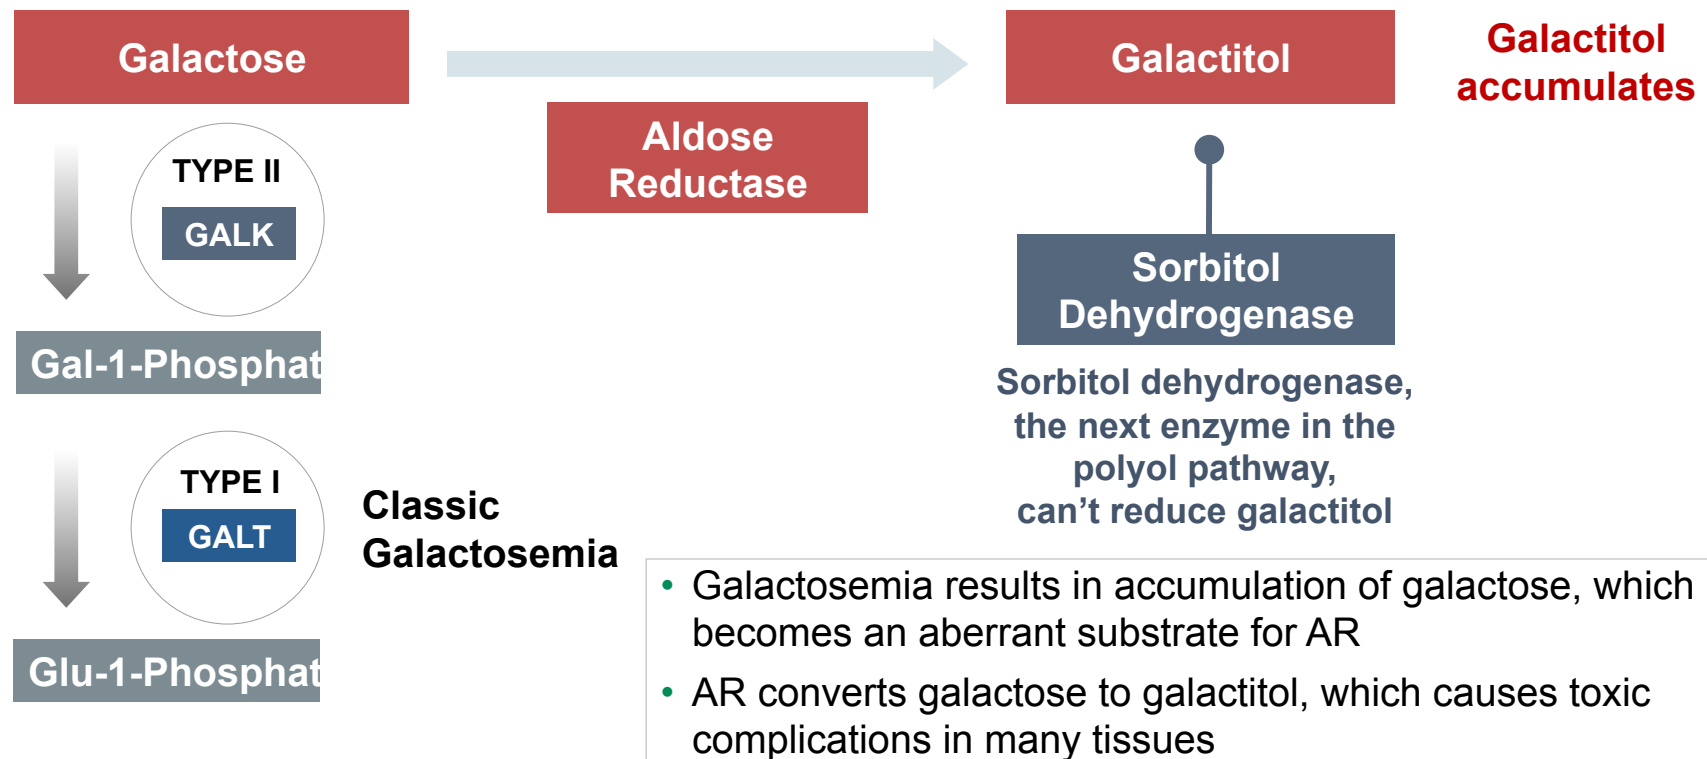 Galactose
Galactitol
Galactitol
accumulates
Aldose
Reductase
TYPE II
GALK
Sorbitol
Dehydrogenase
Gal-1-Phosphat
Sorbitol dehydrogenase,
the next enzyme in the
polyol pathway,
can’t reduce galactitol
TYPE I
GALT
Classic
Galactosemia
Glu-1-Phosphat
• Galactosemia results in accumulation of galactose, which
becomes an aberrant substrate for AR
• AR converts galactose to galactitol, which causes toxic
complications in many tissues